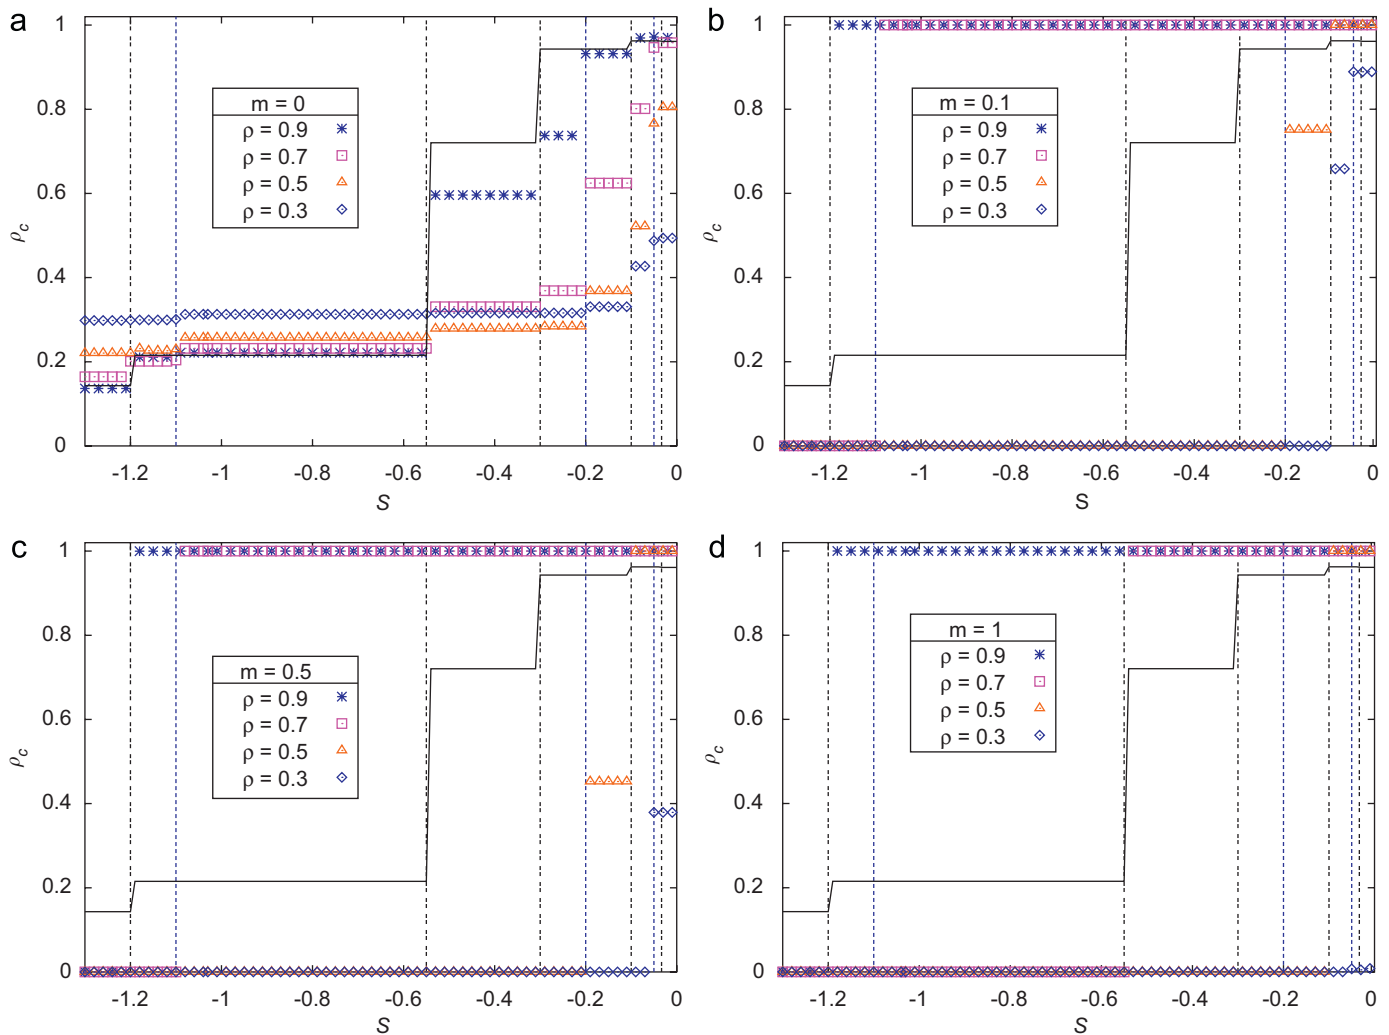 a
1
0.8
0.6
0.4
0.2
0
ρc
-1.2
-1
-0.8
-0.6
-0.4
-0.2
0
S
m = 0
ρ = 0.9
ρ = 0.7
ρ = 0.5
ρ = 0.3
b
1
0.8
0.6
0.4
0.2
0
ρc
-1.2
-1
-0.8
-0.6
-0.4
-0.2
0
S
m = 0.1
ρ = 0.9
ρ = 0.7
ρ = 0.5
ρ = 0.3
c
1
0.8
0.6
0.4
0.2
0
ρc
-1.2
-1
-0.8
-0.6
-0.4
-0.2
0
S
m = 0.5
ρ = 0.9
ρ = 0.7
ρ = 0.5
ρ = 0.3
d
1
0.8
0.6
0.4
0.2
0
ρc
-1.2
-1
-0.8
-0.6
-0.4
-0.2
0
S
m = 1
ρ = 0.9
ρ = 0.7
ρ = 0.5
ρ = 0.3